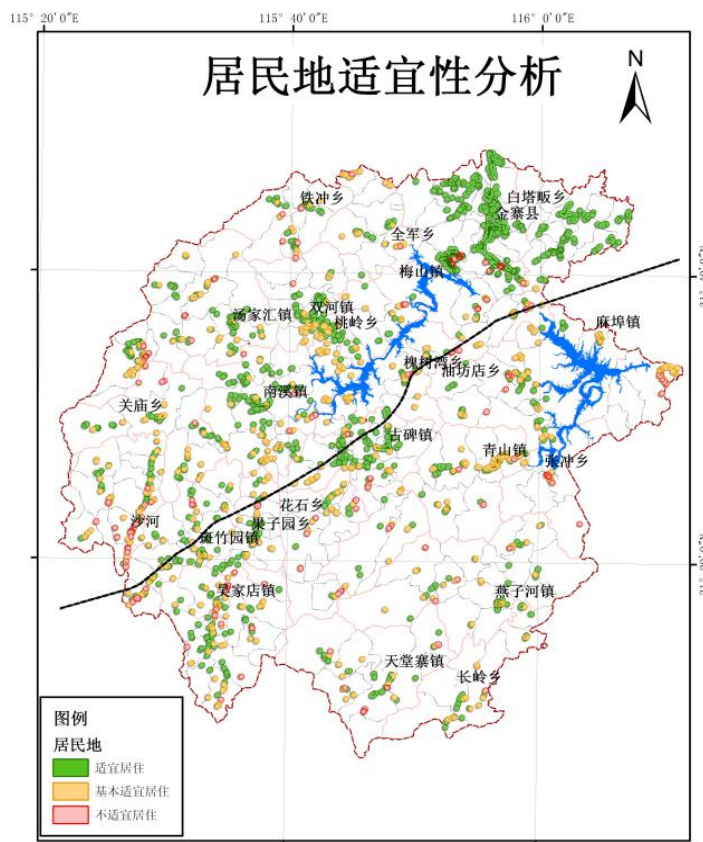 115° 20′0″E
115° 40′0″E
116° 0′0″E
居民地适宜性分析
N
铁冲乡
白塔畈乡
金寨县
全军乡
梅山镇
双河镇
汤家汇镇
桃岭乡
麻埠镇
槐树湾乡
油坊店乡
南溪镇
关庙乡
古碑镇
青山镇
张冲乡
花石乡
沙河
果子园乡
斑竹园镇
吴家店镇
燕子河镇
天堂寨镇
长岭乡
图例
居民地
适宜居住
基本适宜居住
不适宜居住